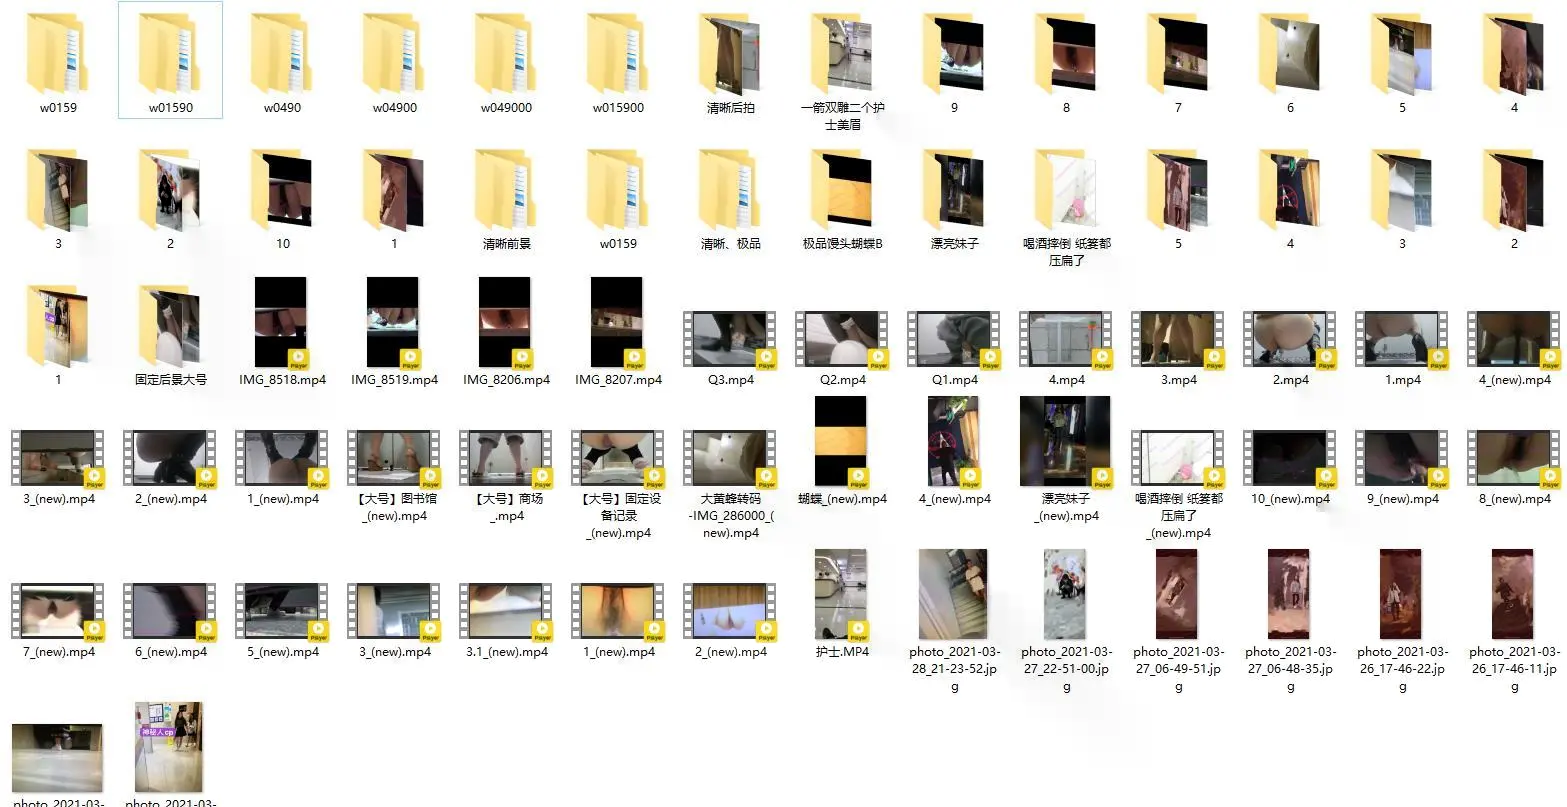 w0159 w01590 w0490 w04900 w049000 w015900 清晰后拍 一箭双雕二个护 9 8 7 6 5 4
士美眉
3 2 10 1 清晰前景 w0159 清晰、极品 极品馒头蝴蝶B 漂亮妹子 喝酒摔倒 纸篓都 5 4 3 2
压扁了
1 固定后景大号 IMG_8518.mp4 IMG_8519.mp4 IMG_8206.mp4 IMG_8207.mp4 Q3.mp4 Q2.mp4 Q1.mp4 4.mp4 3.mp4 2.mp4 1.mp4 4_(new).mp4
3_(new).mp4 2_(new).mp4 1_(new).mp4 【大号】图书馆 【大号】商场 【大号】固定设 大黄蜂转码 蝴蝶_(new).mp4 4_(new).mp4 漂亮妹子 喝酒摔倒 纸篓都 10_(new).mp4 9_(new).mp4 8_(new).mp4
_(new).mp4 _.mp4 备记录 -IMG_286000_( _(new).mp4 压扁了
_(new).mp4 new).mp4 _(new).mp4
7_(new).mp4 6_(new).mp4 5_(new).mp4 3_(new).mp4 3.1_(new).mp4 1_(new).mp4 2_(new).mp4 护士.MP4 photo_2021-03- photo_2021-03- photo_2021-03- photo_2021-03- photo_2021-03- photo_2021-03-
28_21-23-52.jp 27_22-51-00.jp 27_06-49-51.jp 27_06-48-35.jp 26_17-46-22.jp 26_17-46-11.jp
g g g g g g
神秘人cp
photo_2021-03- photo_2021-03-